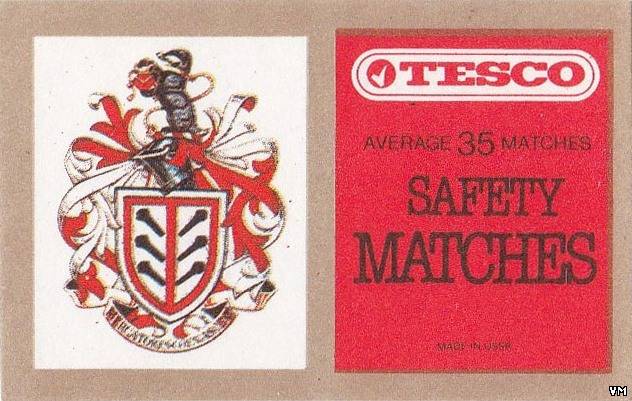 TESCO
AVERAGE 35 MATCHES
SAFETY
MATCHES
MADE IN USSR
VM